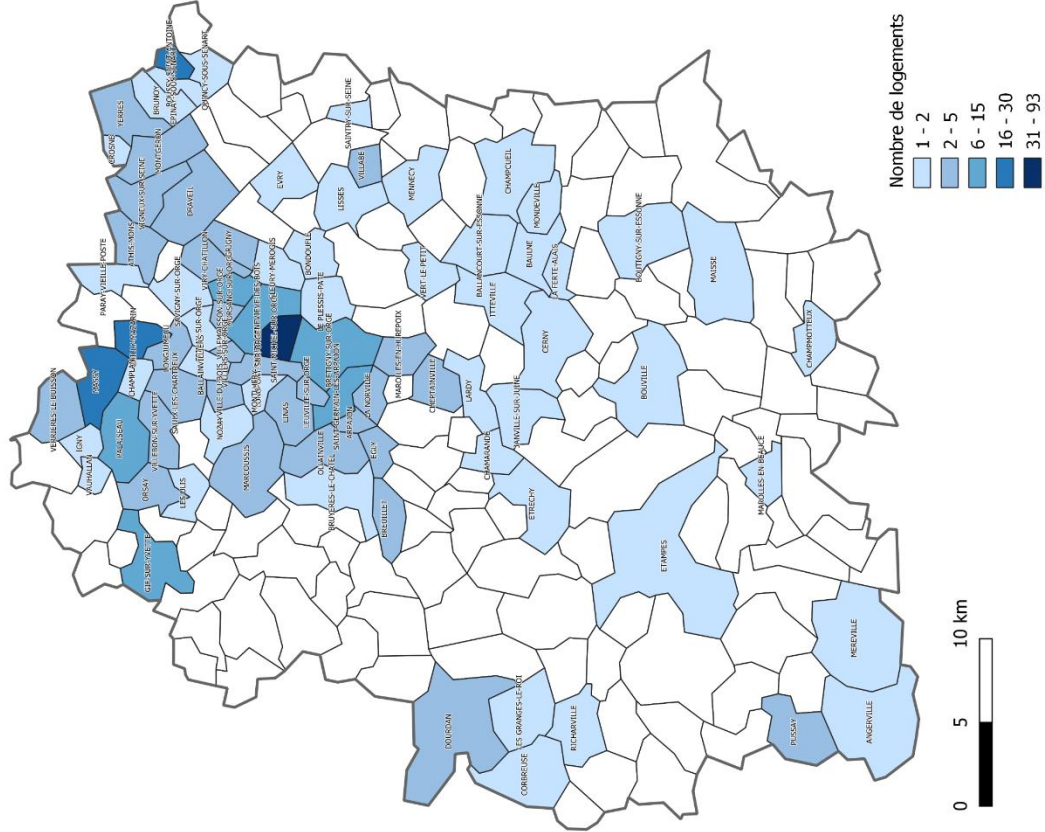 VERRIERES-LE-BUISSON
IGNY
VAUHALLAN
MASSY
PALAISEAU
CHAMPLAN
VILLEBON-SUR-YVETTE
ORSAY
LES ULIS
GIF-SUR-YVETTE
SAULX-LES-CHARTREUX
LONGJUMEAU
PARAY-VIEILLE-POSTE
ATHIS-MONS
SAVIGNY-SUR-ORGE
VIRY-CHATILLON
GRIGNY
VIGNEUX-SUR-SEINE
CROSNE
YERRES
MONTGERON
BRUNOY
DRAVEIL
QUINCY-SOUS-SENART
BALLAINVILLIERS
NOZAY
MARCOUSSIS
LINAS
LEUVILLE-SUR-ORGE
SAINT-MICHEL-SUR-ORGE
FLEURY-MEROGIS
BONDOUFLE
LE PLESSIS-PATE
BRETIGNY-SUR-ORGE
EVRY
LISSES
VILLABE
SAINTRY-SUR-SEINE
OLLAINVILLE
SAINT-GERMAIN-LES-ARPAJON
ARPAJON
LA NORVILLE
BRUYERES-LE-CHATEL
EGLY
BREUILLET
MAROLLES-EN-HUREPOIX
CHEPTAINVILLE
VERT-LE-PETIT
MENNECY
LARDY
ITTEVILLE
BALLANCOURT-SUR-ESSONNE
CHAMPCUEIL
MONDEVILLE
BAULNE
LA FERTE-ALAIS
CERNY
JANVILLE-SUR-JUINE
CHAMARANDE
ETRECHY
BOUVILLE
BOUTIGNY-SUR-ESSONNE
MAISSE
DOURDAN
LES GRANGES-LE-ROI
CORBREUSE
RICHARVILLE
ETAMPES
MAROLLES-EN-BEAUCE
CHAMPMOTTEUX
PUSSAY
ANGERVILLE
MEREVILLE
Nombre de logements
1 - 2
2 - 5
6 - 15
16 - 30
31 - 93
0 5 10 km